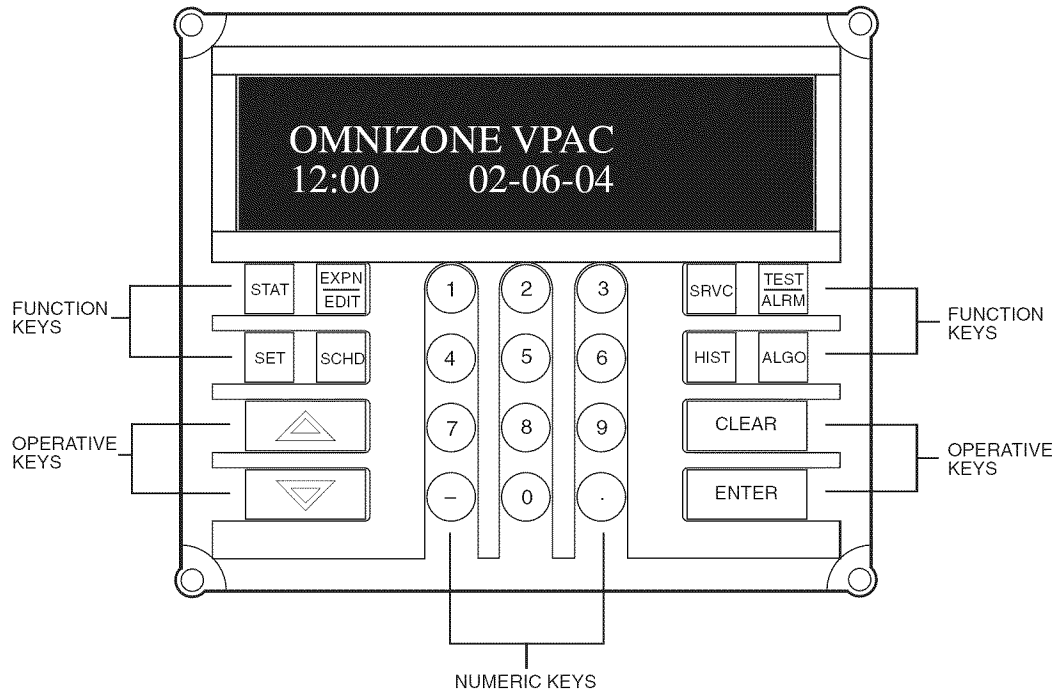 OMNIZONE VPAC
12:00 02-06-04
STAT
EXPN
EDIT
1
2
3
SRVC
TEST
ALRM
FUNCTION
KEYS
FUNCTION
KEYS
SET
SCHD
4
5
6
HIST
ALGO
7
8
9
CLEAR
OPERATIVE
KEYS
OPERATIVE
KEYS
–
0
.
ENTER
NUMERIC KEYS